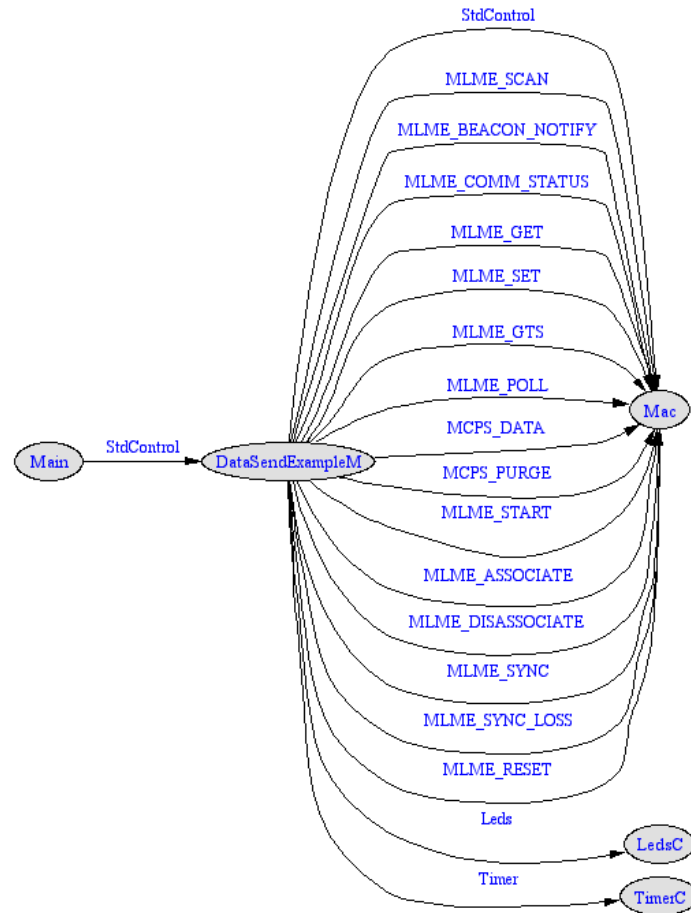 StdControl
MLME_SCAN
MLME_BEACON_NOTIFY
MLME_COMM_STATUS
MLME_GET
MLME_SET
MLME_GTS
MLME_POLL
Mac
MCPS_DATA
StdControl
Main
DataSendExampleM
MCPS_PURGE
MLME_START
MLME_ASSOCIATE
MLME_DISASSOCIATE
MLME_SYNC
MLME_SYNC_LOSS
MLME_RESET
Leds
LedsC
Timer
TimerC